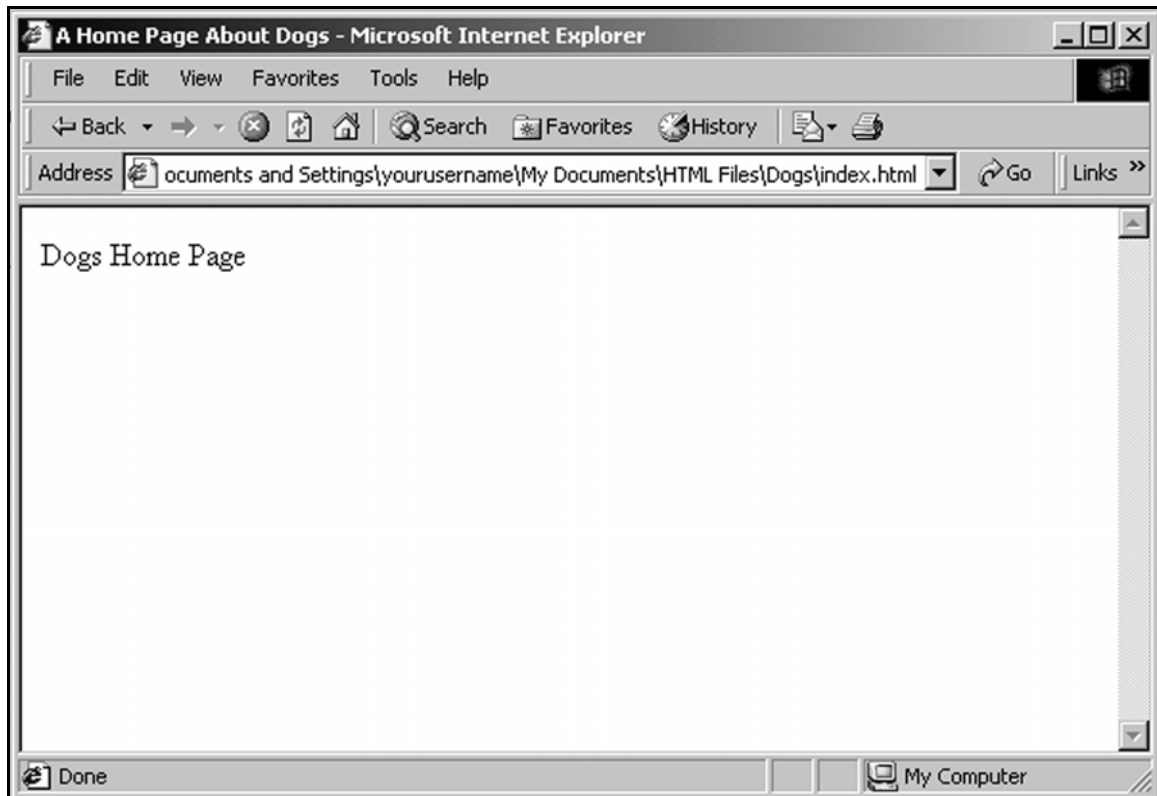 A Home Page About Dogs - Microsoft Internet Explorer
File Edit View Favorites Tools Help
Back Search Favorites History
Address ocuments and Settings\yourusername\My Documents\HTML Files\Dogs\index.html Go Links »
Dogs Home Page
Done My Computer